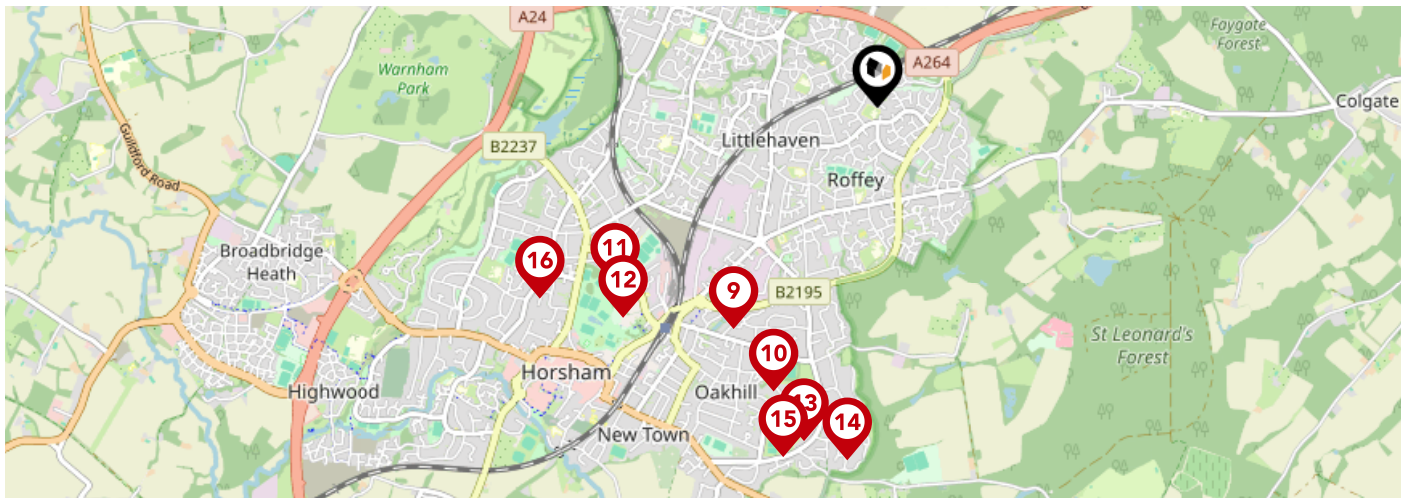 A24
Faygate
Forest
Warnham
Park
A264
Colgate
Guildford Road
B2237
Littlehaven
Roffey
11
Broadbridge
Heath
16
12
9
B2195
St Leonard's
Forest
10
Horsham
Highwood
Oakhill
13
15
14
New Town